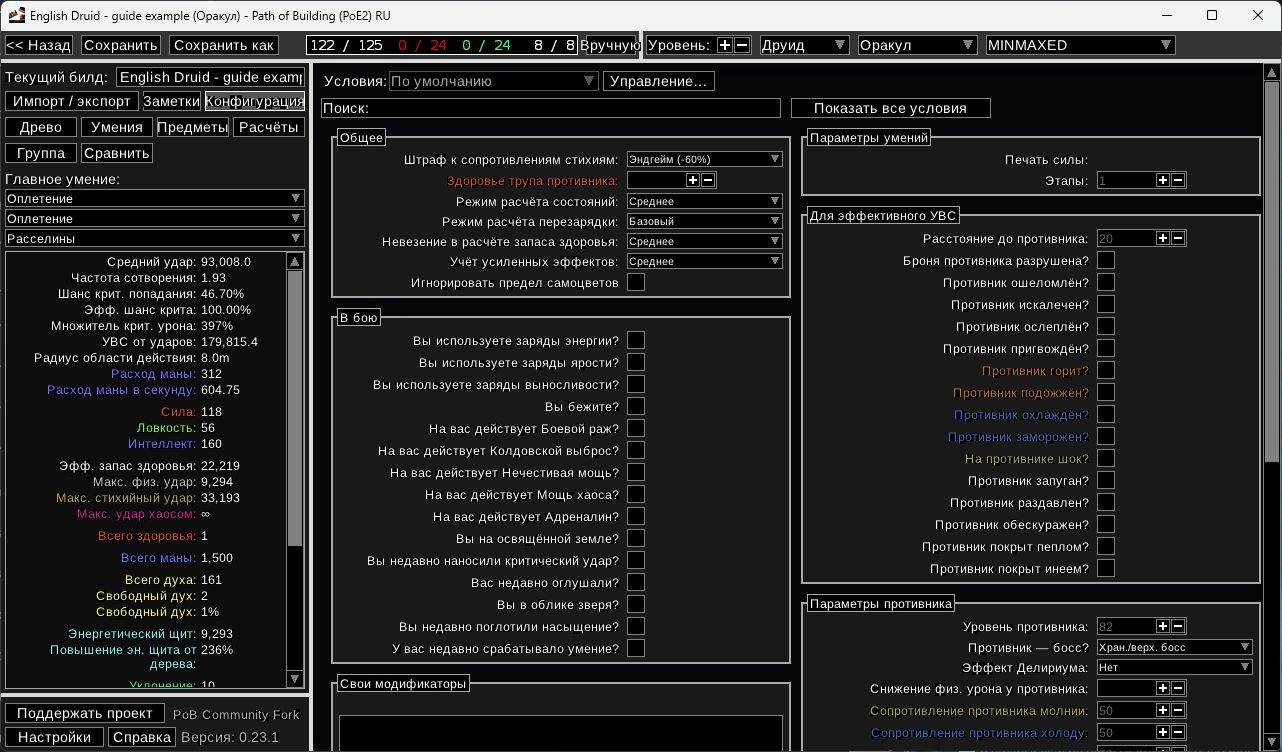 English Druid - guide example (Оракул) - Path of Building (PoE2) RU
<< Назад Сохранить Сохранить как 122 / 125 0 / 24 0 / 24 8 / 8 Вручную Уровень: Друид Оракул MINMAXED
Текущий билд: English Druid - guide examp
Импорт / экспорт Заметки Конфигурация
Древо Умения Предметы Расчёты
Группа Сравнить
Главное умение:
Оплетение
Оплетение
Расселины
Средний удар: 93,008.0
Частота сотворения: 1.93
Шанс крит. попадания: 46.70%
Эфф. шанс крита: 100.00%
Множитель крит. урона: 397%
УВС от ударов: 179,815.4
Радиус области действия: 8.0m
Расход маны: 312
Расход маны в секунду: 604.75
Сила: 118
Ловкость: 56
Интеллект: 160
Эфф. запас здоровья: 22,219
Макс. физ. удар: 9,294
Макс. стихийный удар: 33,193
Макс. удар хаосом: ∞
Всего здоровья: 1
Всего маны: 1,500
Всего духа: 161
Свободный дух: 2
Свободный дух: 1%
Энергетический щит: 9,293
Повышение эн. щита от 236%
дерева:
Уклонение: 10
Поддержать проект PoB Community Fork
Настройки Справка Версия: 0.23.1
Условия: По умолчанию Управление...
Поиск: Показать все условия
Общее
Штраф к сопротивлениям стихиям: Эндгейм (-60%)
Здоровье трупа противника:
Режим расчёта состояний: Среднее
Режим расчёта перезарядки: Базовый
Невезение в расчёте запаса здоровья: Среднее
Учёт усиленных эффектов: Среднее
Игнорировать предел самоцветов
В бою
Вы используете заряды энергии?
Вы используете заряды ярости?
Вы используете заряды выносливости?
Вы бежите?
На вас действует Боевой раж?
На вас действует Колдовской выброс?
На вас действует Нечестивая мощь?
На вас действует Мощь хаоса?
На вас действует Адреналин?
Вы на освящённой земле?
Вы недавно наносили критический удар?
Вас недавно оглушали?
Вы в облике зверя?
Вы недавно поглотили насыщение?
У вас недавно срабатывало умение?
Свои модификаторы
Параметры умений
Печать силы:
Этапы: 1
Для эффективного УВС
Расстояние до противника: 20
Броня противника разрушена?
Противник ошеломлён?
Противник искалечен?
Противник ослеплён?
Противник пригвождён?
Противник горит?
Противник подожжён?
Противник охлаждён?
Противник заморожен?
На противнике шок?
Противник запуган?
Противник раздавлен?
Противник обескуражен?
Противник покрыт пеплом?
Противник покрыт инеем?
Параметры противника
Уровень противника: 82
Противник — босс? Хран./верх. босс
Эффект Делириума: Нет
Снижение физ. урона у противника:
Сопротивление противника молнии: 50
Сопротивление противника холоду: 50